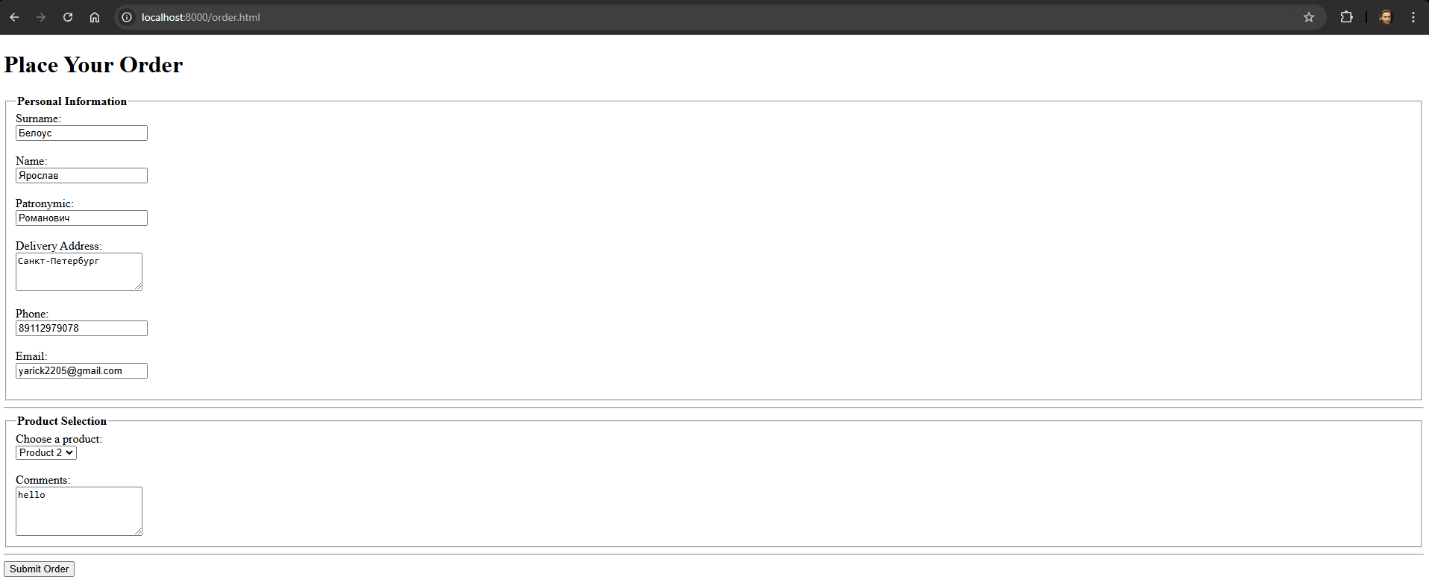 localhost:8000/order.html
Place Your Order
Personal Information
Surname:
Белоус
Name:
Ярослав
Patronymic:
Романович
Delivery Address:
Санкт-Петербург
Phone:
89112979078
Email:
yarick2205@gmail.com
Product Selection
Choose a product:
Product 2
Comments:
hello
Submit Order